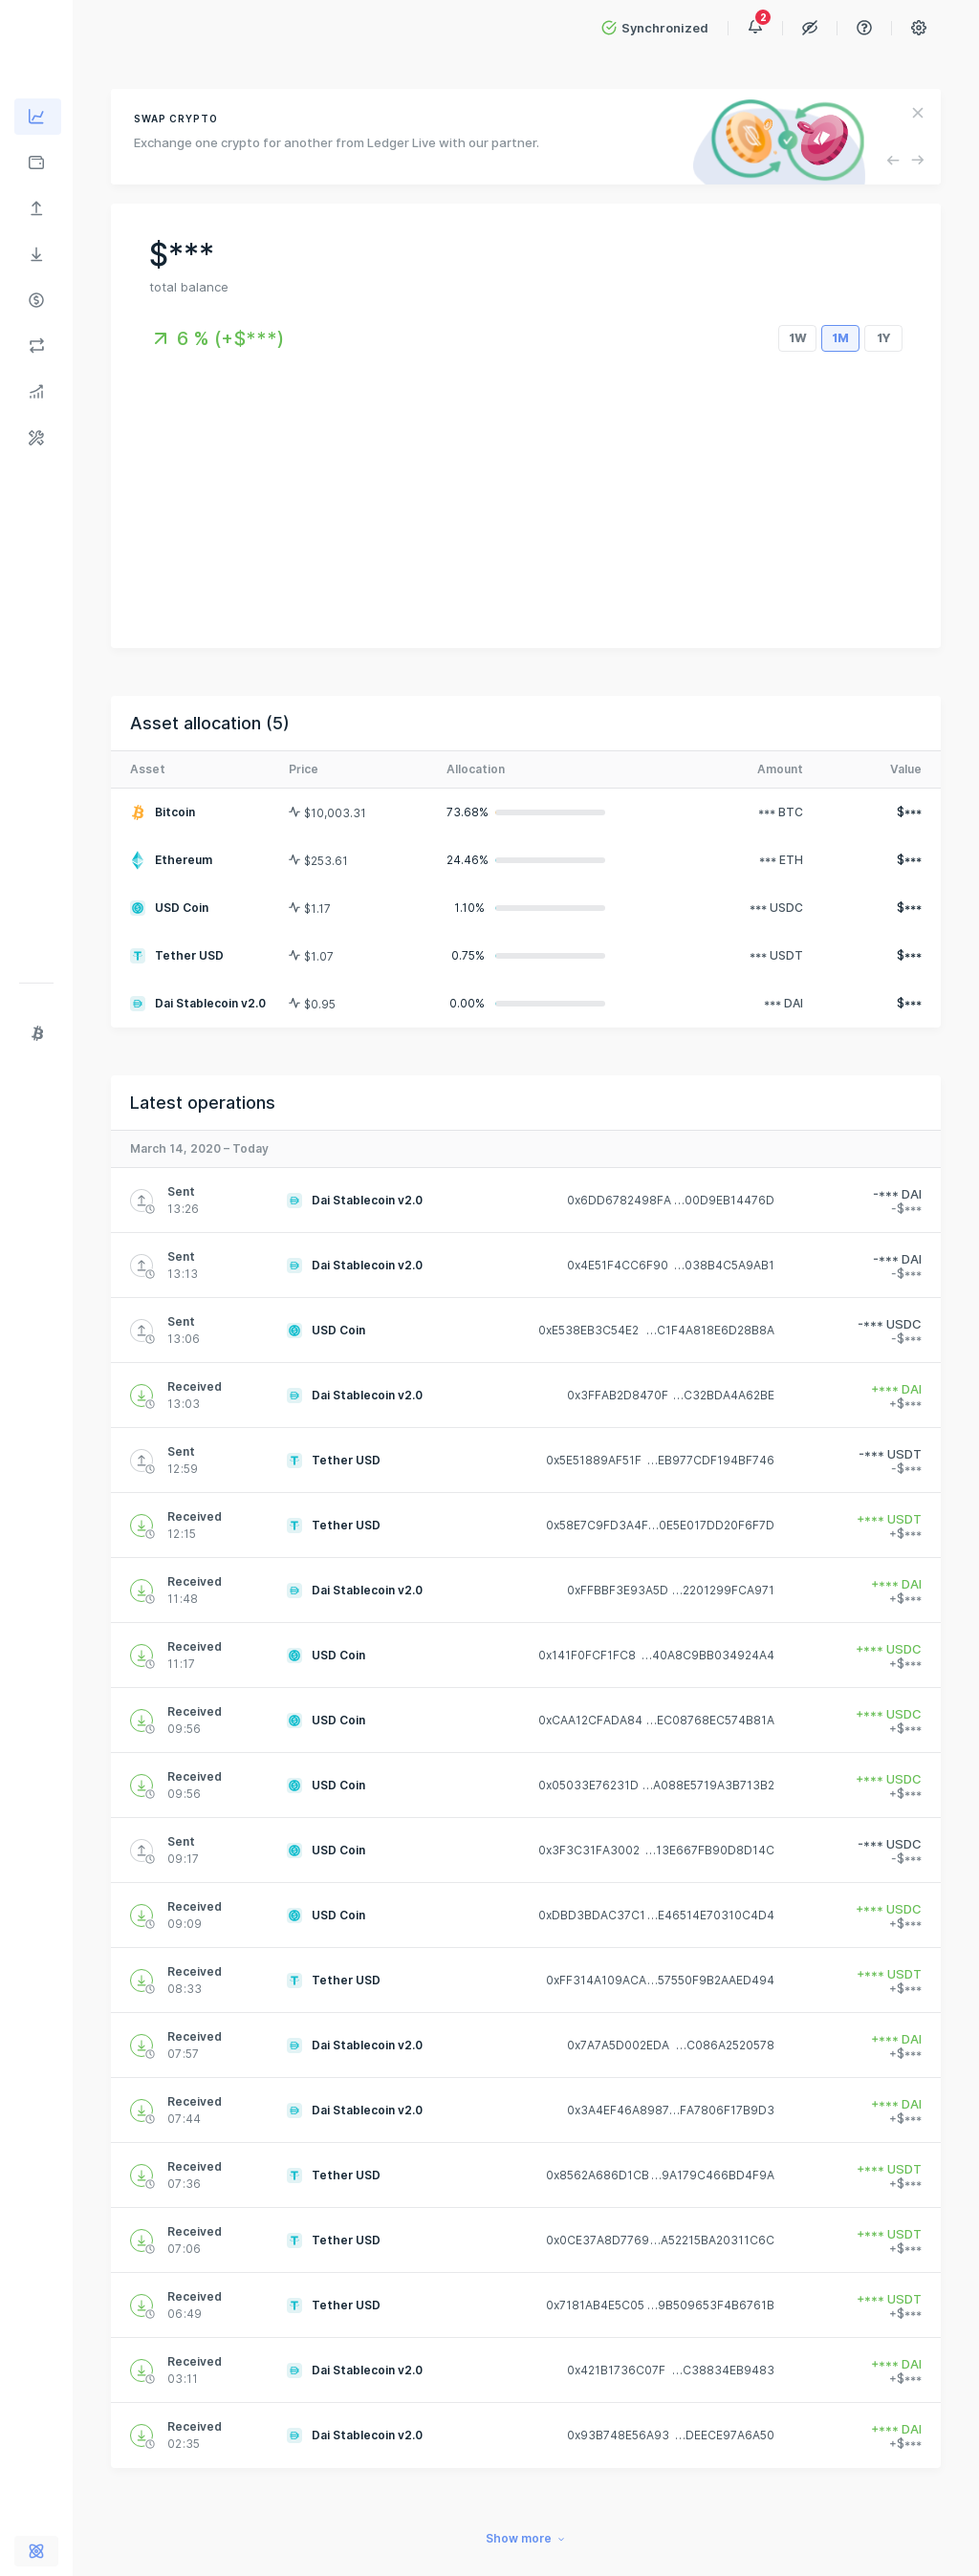 Synchronized
2
SWAP CRYPTO
Exchange one crypto for another from Ledger Live with our partner.
$***
total balance
6 % (+$***)
1W 1M 1Y
Asset allocation (5)
Asset Price Allocation Amount Value
Bitcoin $10,003.31 73.68% *** BTC $***
Ethereum $253.61 24.46% *** ETH $***
USD Coin $1.17 1.10% *** USDC $***
Tether USD $1.07 0.75% *** USDT $***
Dai Stablecoin v2.0 $0.95 0.00% *** DAI $***
Latest operations
March 14, 2020 – Today
Sent
13:26
Dai Stablecoin v2.0 0x6DD6782498FA ...00D9EB14476D
-*** DAI
-$***
Sent
13:13
Dai Stablecoin v2.0 0x4E51F4CC6F90 ...038B4C5A9AB1
-*** DAI
-$***
Sent
13:06
USD Coin 0xE538EB3C54E2 ...C1F4A818E6D28B8A
-*** USDC
-$***
Received
13:03
Dai Stablecoin v2.0 0x3FFAB2D8470F ...C32BDA4A62BE
+*** DAI
+$***
Sent
12:59
Tether USD 0x5E51889AF51F ...EB977CDF194BF746
-*** USDT
-$***
Received
12:15
Tether USD 0x58E7C9FD3A4F...0E5E017DD20F6F7D
+*** USDT
+$***
Received
11:48
Dai Stablecoin v2.0 0xFFBBF3E93A5D ...2201299FCA971
+*** DAI
+$***
Received
11:17
USD Coin 0x141F0FCF1FC8 ...40A8C9BB034924A4
+*** USDC
+$***
Received
09:56
USD Coin 0xCAA12CFADA84 ...EC08768EC574B81A
+*** USDC
+$***
Received
09:56
USD Coin 0x05033E76231D ...A088E5719A3B713B2
+*** USDC
+$***
Sent
09:17
USD Coin 0x3F3C31FA3002 ...13E667FB90D8D14C
-*** USDC
-$***
Received
09:09
USD Coin 0xDBD3BDAC37C1 ...E46514E70310C4D4
+*** USDC
+$***
Received
08:33
Tether USD 0xFF314A109ACA...57550F9B2AAED494
+*** USDT
+$***
Received
07:57
Dai Stablecoin v2.0 0x7A7A5D002EDA ...C086A2520578
+*** DAI
+$***
Received
07:44
Dai Stablecoin v2.0 0x3A4EF46A8987...FA7806F17B9D3
+*** DAI
+$***
Received
07:36
Tether USD 0x8562A686D1CB ...9A179C466BD4F9A
+*** USDT
+$***
Received
07:06
Tether USD 0x0CE37A8D7769...A52215BA20311C6C
+*** USDT
+$***
Received
06:49
Tether USD 0x7181AB4E5C05 ...9B509653F4B6761B
+*** USDT
+$***
Received
03:11
Dai Stablecoin v2.0 0x421B1736C07F ...C38834EB9483
+*** DAI
+$***
Received
02:35
Dai Stablecoin v2.0 0x93B748E56A93 ...DEECE97A6A50
+*** DAI
+$***
Show more